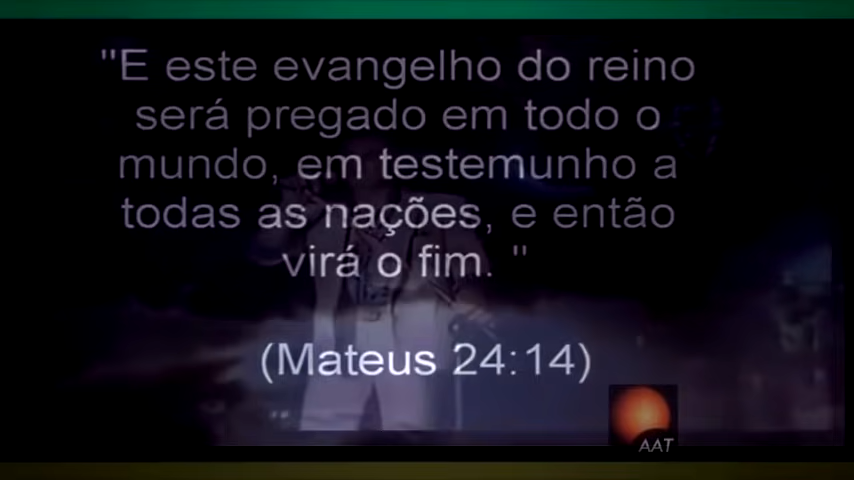 "E este evangelho do reino
será pregado em todo o
mundo, em testemunho a
todas as nações, e então
virá o fim. "
(Mateus 24:14)
AAT